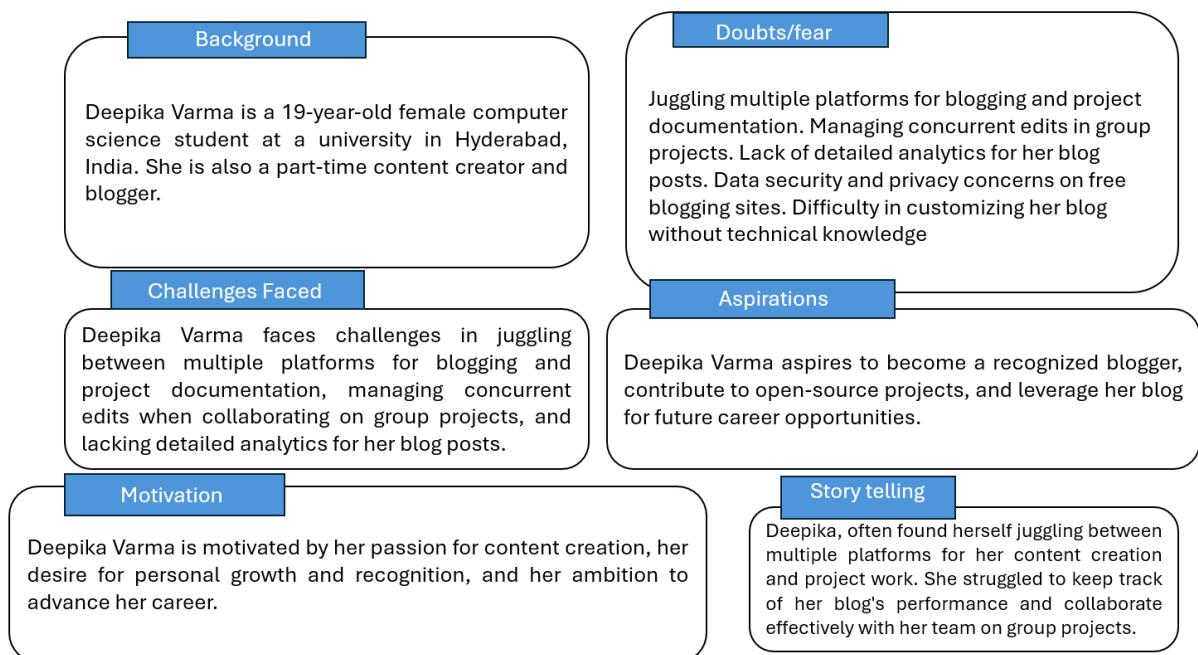 Background
Deepika Varma is a 19-year-old female computer
science student at a university in Hyderabad,
India. She is also a part-time content creator and
blogger.
Doubts/fear
Juggling multiple platforms for blogging and project
documentation. Managing concurrent edits in group
projects. Lack of detailed analytics for her blog
posts. Data security and privacy concerns on free
blogging sites. Difficulty in customizing her blog
without technical knowledge
Challenges Faced
Deepika Varma faces challenges in juggling
between multiple platforms for blogging and
project documentation, managing concurrent
edits when collaborating on group projects, and
lacking detailed analytics for her blog posts.
Aspirations
Deepika Varma aspires to become a recognized blogger,
contribute to open-source projects, and leverage her blog
for future career opportunities.
Motivation
Deepika Varma is motivated by her passion for content creation, her
desire for personal growth and recognition, and her ambition to
advance her career.
Story telling
Deepika, often found herself juggling between
multiple platforms for her content creation
and project work. She struggled to keep track
of her blog's performance and collaborate
effectively with her team on group projects.